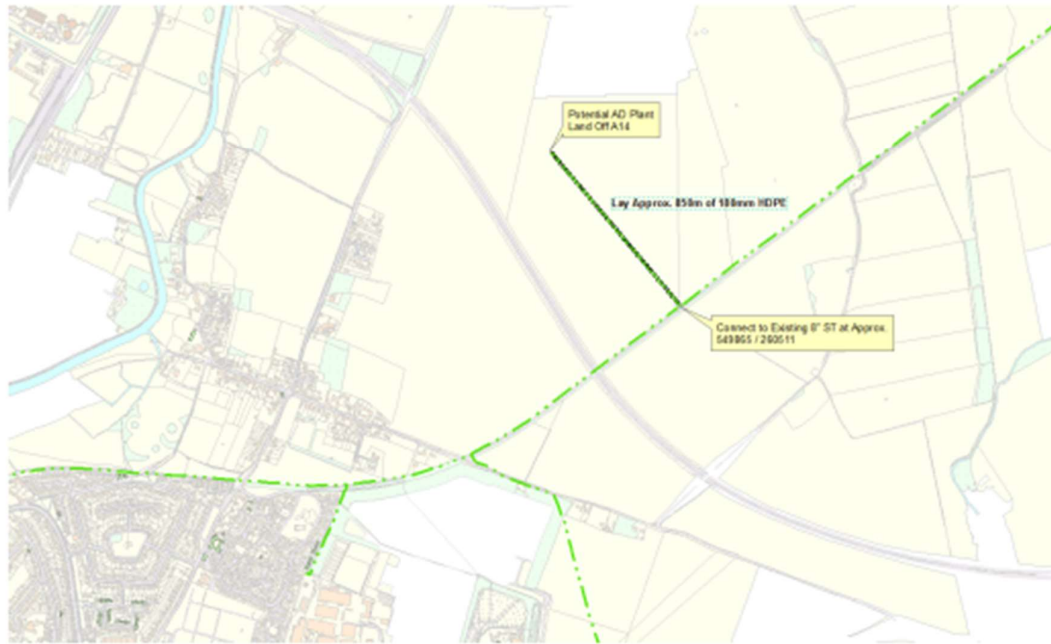 Potential AD Plant
Land Off A14
Lay Approx. 850m of 180mm HDPE
Connect to Existing 8" ST at Approx.
549865 / 260511